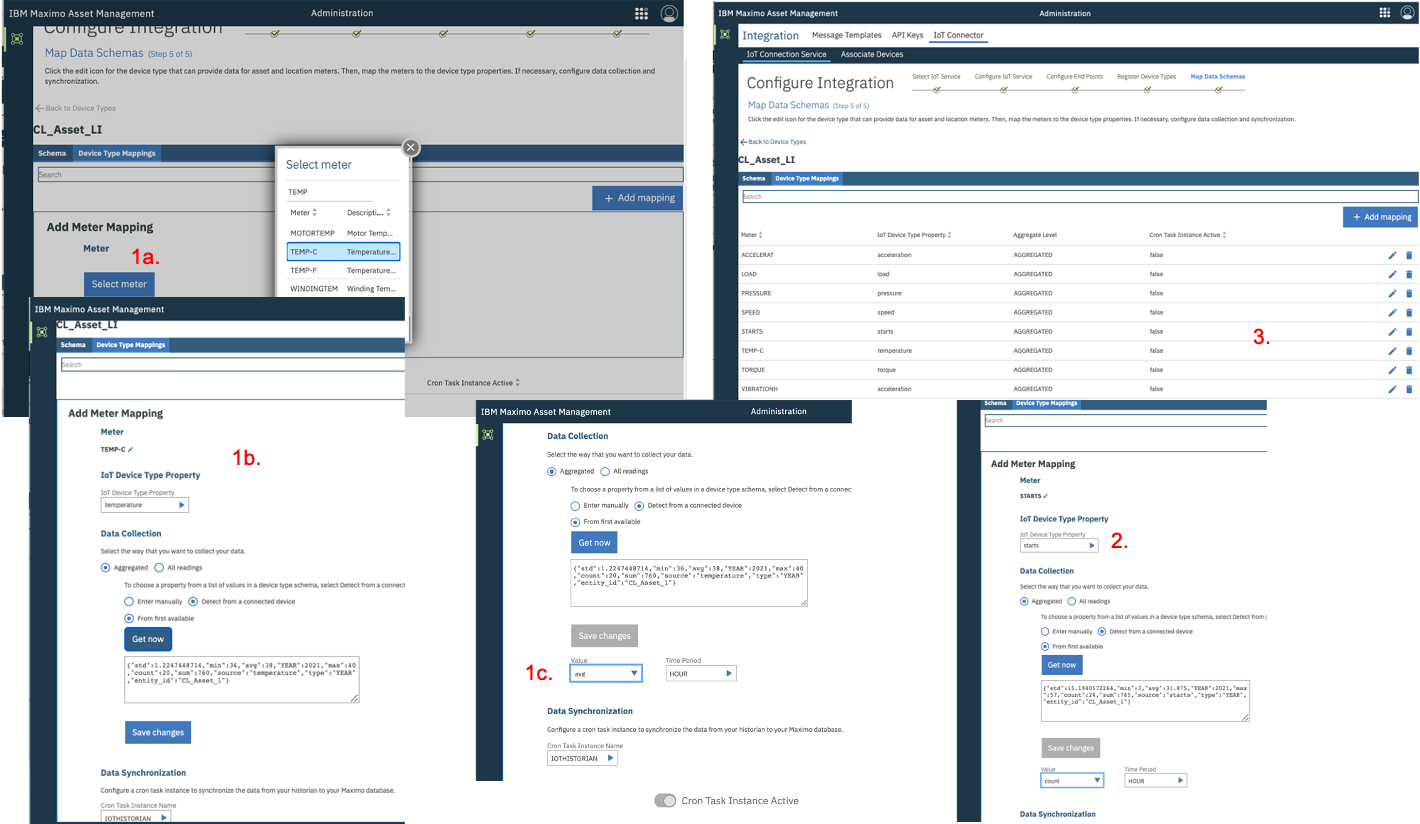 IBM Maximo Asset Management
Administration
Configure Integration
Map Data Schemas (Step 5 of 5)
Click the edit icon for the device type that can provide data for asset and location meters. Then, map the meters to the device type properties. If necessary, configure data collection and
synchronization.
Back to Device Types
CL_Asset_LI
Schema Device Type Mappings
Search
+ Add mapping
Add Meter Mapping
Meter
1a.
Select meter
Select meter
TEMP
Meter Descripti...
MOTORTEMP Motor Temp...
TEMP-C Temperature...
TEMP-F Temperature...
WINDINGTEM Winding Tem...
Cron Task Instance Active
IBM Maximo Asset Management
Administration
Integration Message Templates API Keys IoT Connector
IoT Connection Service Associate Devices
Configure Integration
Select IoT Service Configure IoT Service Configure End Points Register Device Types Map Data Schemas
Map Data Schemas (Step 5 of 5)
Click the edit icon for the device type that can provide data for asset and location meters. Then, map the meters to the device type properties. If necessary, configure data collection and synchronization.
Back to Device Types
CL_Asset_LI
Schema Device Type Mappings
Search
+ Add mapping
Meter IoT Device Type Property Aggregate Level Cron Task Instance Active
ACCELERAT acceleration AGGREGATED false
LOAD load AGGREGATED false
PRESSURE pressure AGGREGATED false
SPEED speed AGGREGATED false
STARTS starts AGGREGATED false
3.
TEMP-C temperature AGGREGATED false
TORQUE torque AGGREGATED false
VIBRATIONH acceleration AGGREGATED false
IBM Maximo Asset Management
CL_Asset_LI
Schema Device Type Mappings
Search
Add Meter Mapping
Meter
TEMP-C
1b.
IoT Device Type Property
IoT Device Type Property
temperature
Data Collection
Select the way that you want to collect your data.
Aggregated All readings
To choose a property from a list of values in a device type schema, select Detect from a connect
Enter manually Detect from a connected device
From first available
Get now
{"std":1.2247448714,"min":36,"avg":38,"YEAR":2021,"max":40
,"count":20,"sum":760,"source":"temperature","type":"YEAR"
,"entity_id":"CL_Asset_1"}
Save changes
Data Synchronization
Configure a cron task instance to synchronize the data from your historian to your Maximo database.
Cron Task Instance Name
IOTHISTORIAN
IBM Maximo Asset Management
Administration
Data Collection
Select the way that you want to collect your data.
Aggregated All readings
To choose a property from a list of values in a device type schema, select Detect from a connec
Enter manually Detect from a connected device
From first available
Get now
{"std":1.2247448714,"min":36,"avg":38,"YEAR":2021,"max":40
,"count":20,"sum":760,"source":"temperature","type":"YEAR"
,"entity_id":"CL_Asset_1"}
Save changes
1c.
Value Time Period
avg HOUR
Data Synchronization
Configure a cron task instance to synchronize the data from your historian to your Maximo database.
Cron Task Instance Name
IOTHISTORIAN
Cron Task Instance Active
Schema Device Type Mappings
Search
Add Meter Mapping
Meter
STARTS
IoT Device Type Property
IoT Device Type Property
starts
2.
Data Collection
Select the way that you want to collect your data.
Aggregated All readings
To choose a property from a list of values in a device type schema, select Detect from a
Enter manually Detect from a connected device
From first available
Get now
{"std":15.1940572264,"min":3,"avg":31.875,"YEAR":2021,"max
":57,"count":24,"sum":765,"source":"starts","type":"YEAR",
"entity_id":"CL_Asset_1"}
Save changes
Value Time Period
count HOUR
Data Synchronization